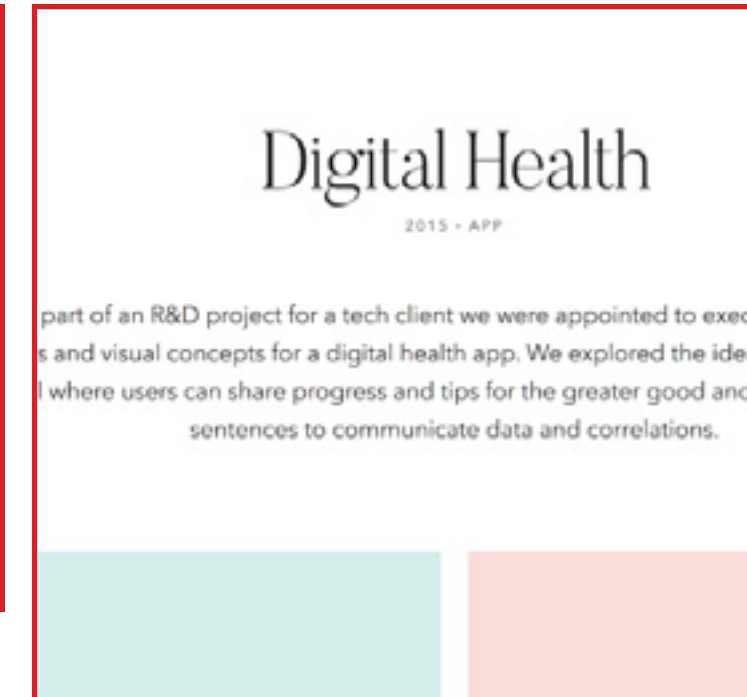 Digital Health
2015 - APP
part of an R&D project for a tech client we were appointed to exec
s and visual concepts for a digital health app. We explored the ide
l where users can share progress and tips for the greater good and
sentences to communicate data and correlations.